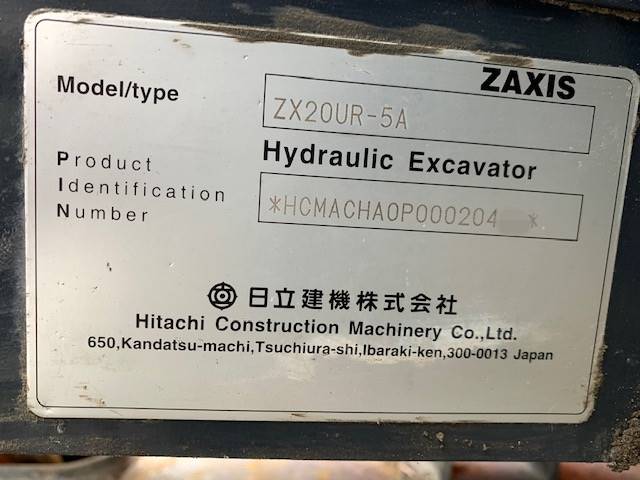 ZAXIS
Model/type ZX20UR-5A
Hydraulic Excavator
Product
Identification
Number
*HCMACHA0P000204 *
日立建機株式会社
Hitachi Construction Machinery Co.,Ltd.
650,Kandatsu-machi,Tsuchiura-shi,Ibaraki-ken,300-0013 Japan